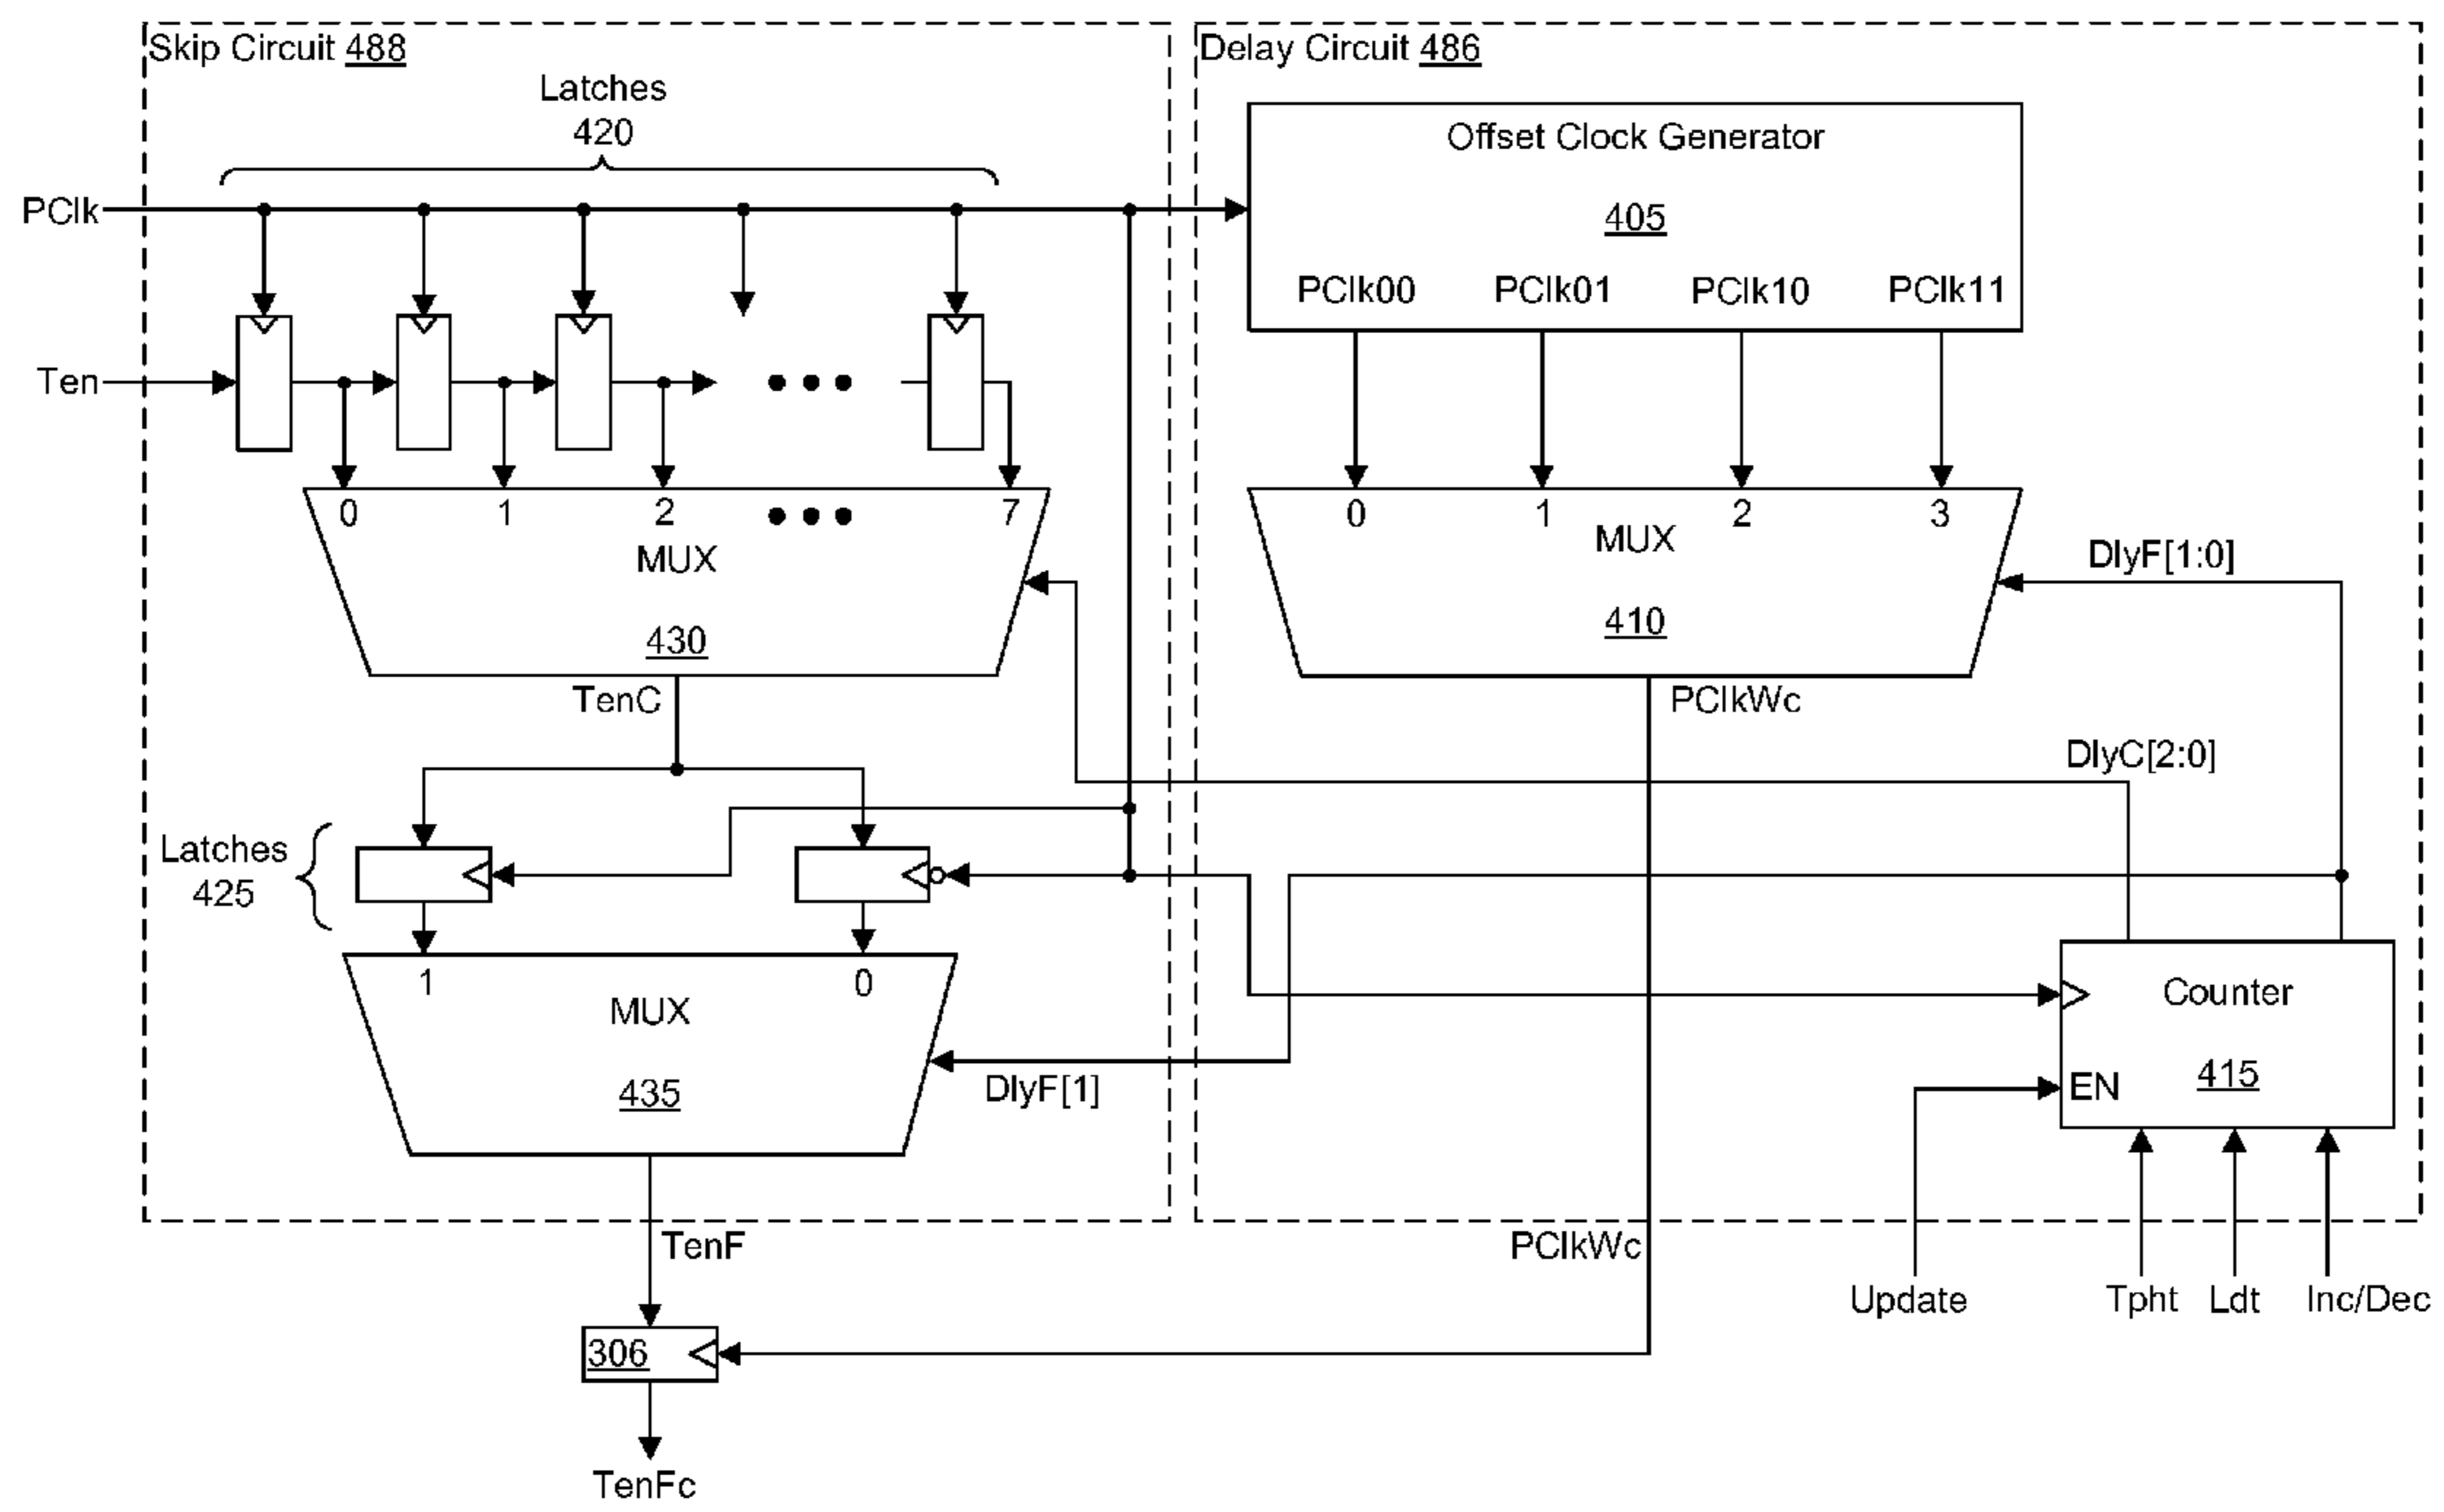 Skip Circuit 488
Delay Circuit 486
Latches
420
Offset Clock Generator
405
PClk
PClk00 PClk01 PClk10 PClk11
Ten
0 1 2 7
MUX
430
0 1 2 3
MUX
410
DlyF[1:0]
TenC
PClkWc
DlyC[2:0]
Latches
425
1 0
MUX
435
DlyF[1]
Counter
415
EN
TenF
PClkWc
Update
Tpht Ldt Inc/Dec
306
TenFc